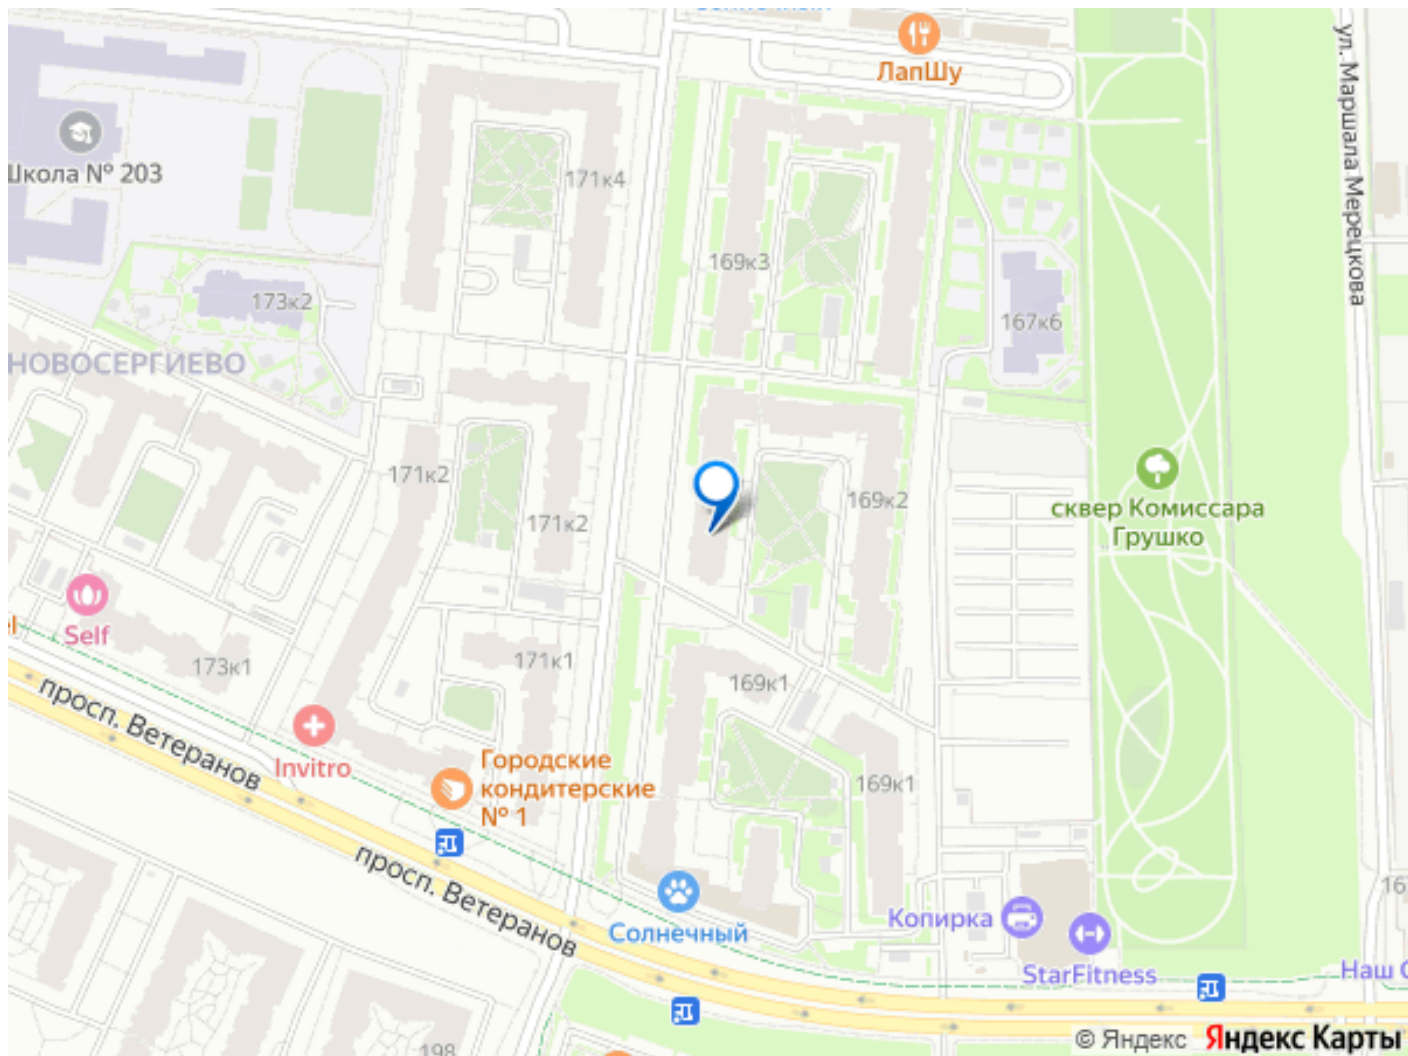 ЛапШу
ул. Маршала Мерецкова
Школа № 203
171к4
169к3
173к2
167к6
НОВОСЕРГИЕВО
171к2
171к2
169к2
сквер Комиссара
Грушко
Self
173к1
171к1
169к1
просп. Ветеранов
Invitro
Городские
кондитерские
№ 1
169к1
просп. Ветеранов
Солнечный
Копирка
StarFitness
Наш
198
© Яндекс Яндекс Карты